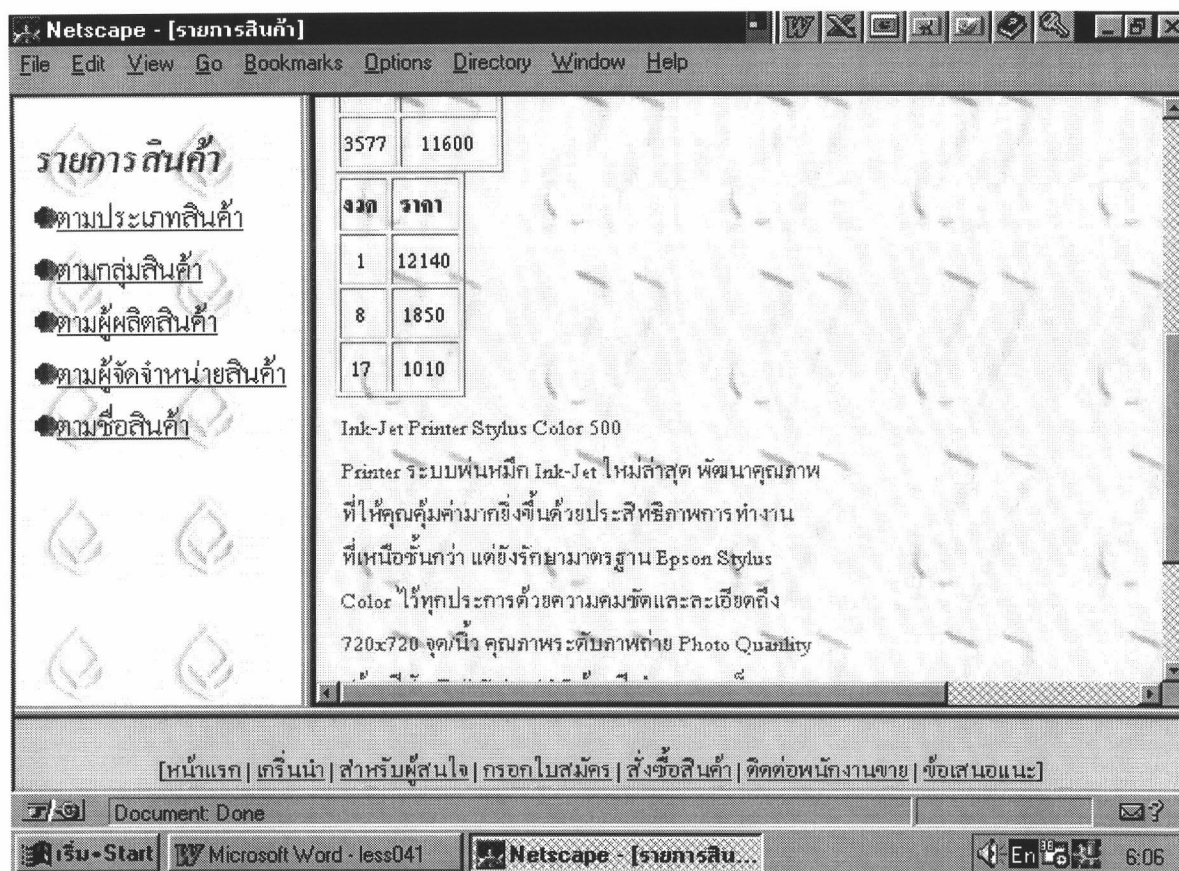 Netscape - [รายการสินค้า]
File Edit View Go Bookmarks Options Directory Window Help
รายการสินค้า
ตามประเภทสินค้า
ตามกลุ่มสินค้า
ตามผู้ผลิตสินค้า
ตามผู้จัดจำหน่ายสินค้า
ตามชื่อสินค้า
3577 11600
งวด ราคา
1 12140
8 1850
17 1010
Ink-Jet Printer Stylus Color 500
Printer ระบบพ่นหมึก Ink-Jet ใหม่ล่าสุด พัฒนาคุณภาพ
ที่ให้คุณคุ้มค่ามากยิ่งขึ้นด้วยประสิทธิภาพการทำงาน
ที่เหนือชั้นกว่า แต่ยังรักษามาตรฐาน Epson Stylus
Color ไว้ทุกประการด้วยความคมชัดและละเอียดถึง
720x720 จุด/นิ้ว คุณภาพระดับภาพถ่าย Photo Quanlity
[หน้าแรก | เกริ่นนำ | สำหรับผู้สนใจ | กรอกใบสมัคร | สั่งซื้อสินค้า | ติดต่อพนักงานขาย | ข้อเสนอแนะ]
Document: Done
เริ่ม-Start Microsoft Word - less041 Netscape - [รายการสิน... En 6:06